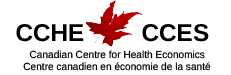 CCHE CCES
Canadian Centre for Health Economics
Centre canadien en économie de la santé